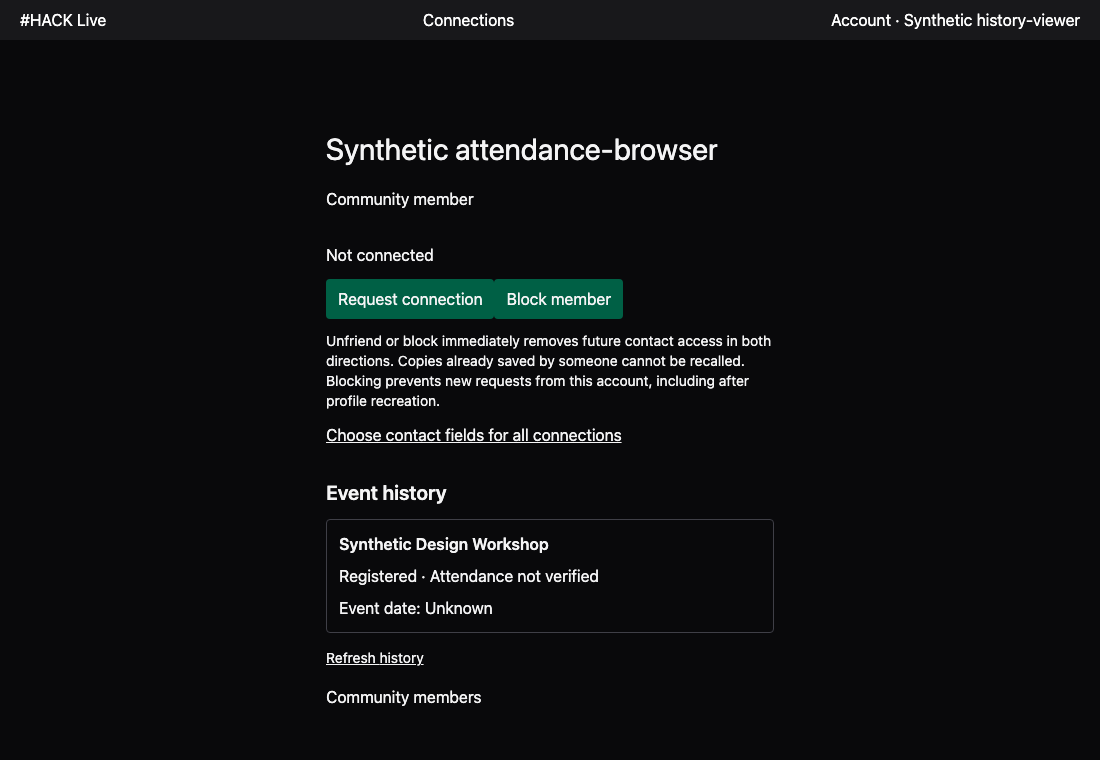 #HACK Live
Connections
Account · Synthetic history-viewer
Synthetic attendance-browser
Community member
Not connected
Request connection
Block member
Unfriend or block immediately removes future contact access in both
directions. Copies already saved by someone cannot be recalled.
Blocking prevents new requests from this account, including after
profile recreation.
Choose contact fields for all connections
Event history
Synthetic Design Workshop
Registered · Attendance not verified
Event date: Unknown
Refresh history
Community members